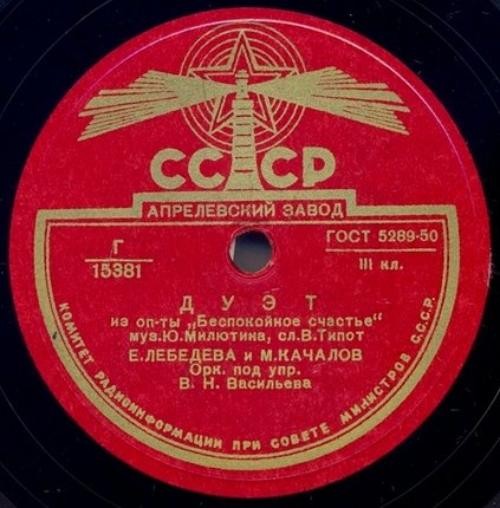 СССР
АПРЕЛЕВСКИЙ ЗАВОД
Г
15381
ГОСТ 5289-50
III кл.
ДУЭТ
из оп-ты „Беспокойное счастье“
муз.Ю.Милютина, сл.В.Типот
Е.ЛЕБЕДЕВА и М.КАЧАЛОВ
Орк. под упр.
В. Н. Васильева
КОМИТЕТ РАДИОИНФОРМАЦИИ ПРИ СОВЕТЕ МИНИСТРОВ С.С.С.Р.